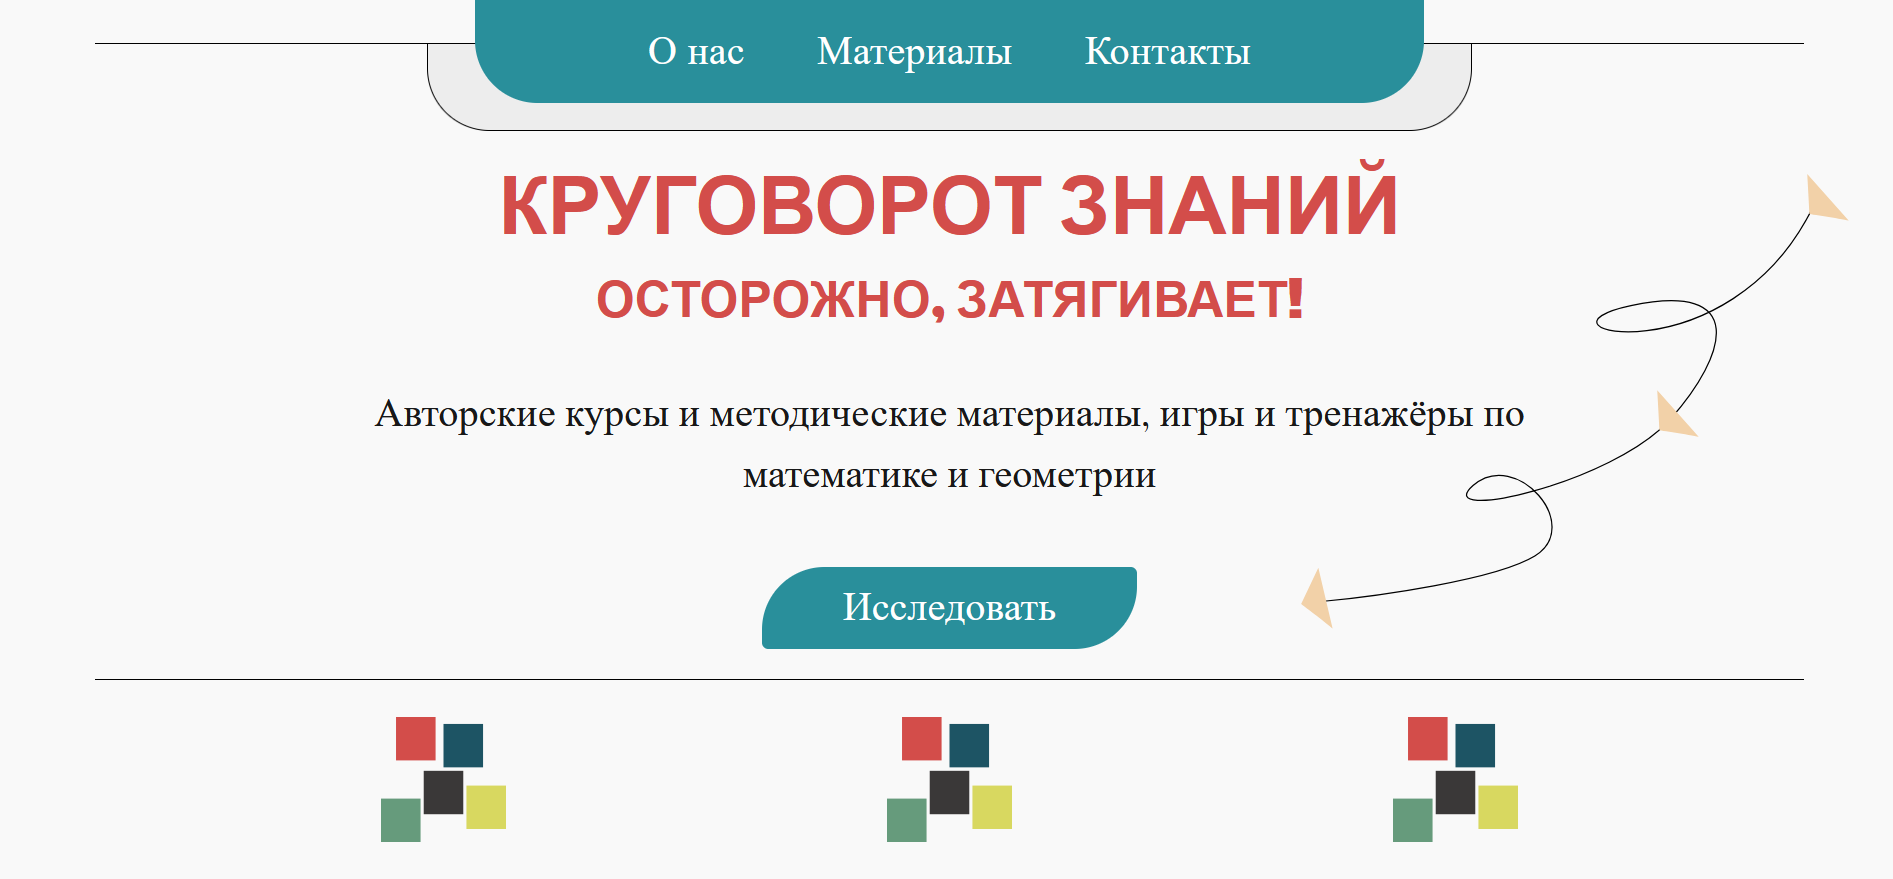 О нас Материалы Контакты
КРУГОВОРОТ ЗНАНИЙ
ОСТОРОЖНО, ЗАТЯГИВАЕТ!
Авторские курсы и методические материалы, игры и тренажёры по
математике и геометрии
Исследовать